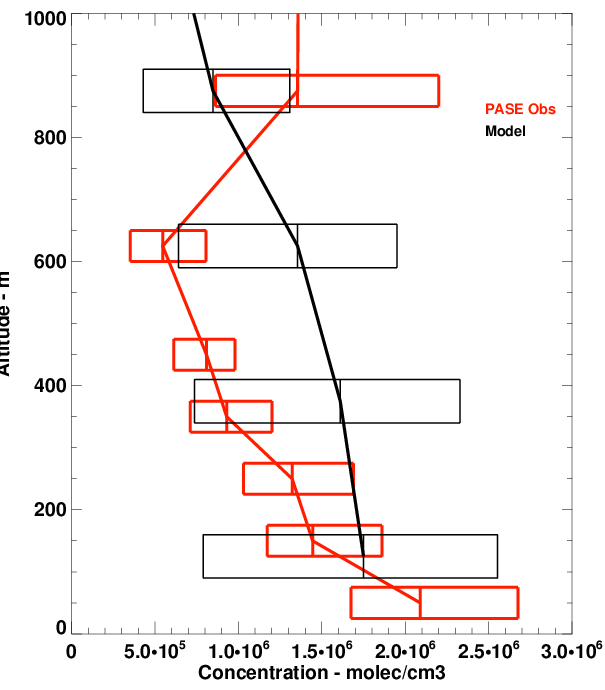 1000
800
600
400
200
0
Altitude - m
PASE Obs
Model
0 5.0•10⁵ 1.0•10⁶ 1.5•10⁶ 2.0•10⁶ 2.5•10⁶ 3.0•10⁶
Concentration - molec/cm3